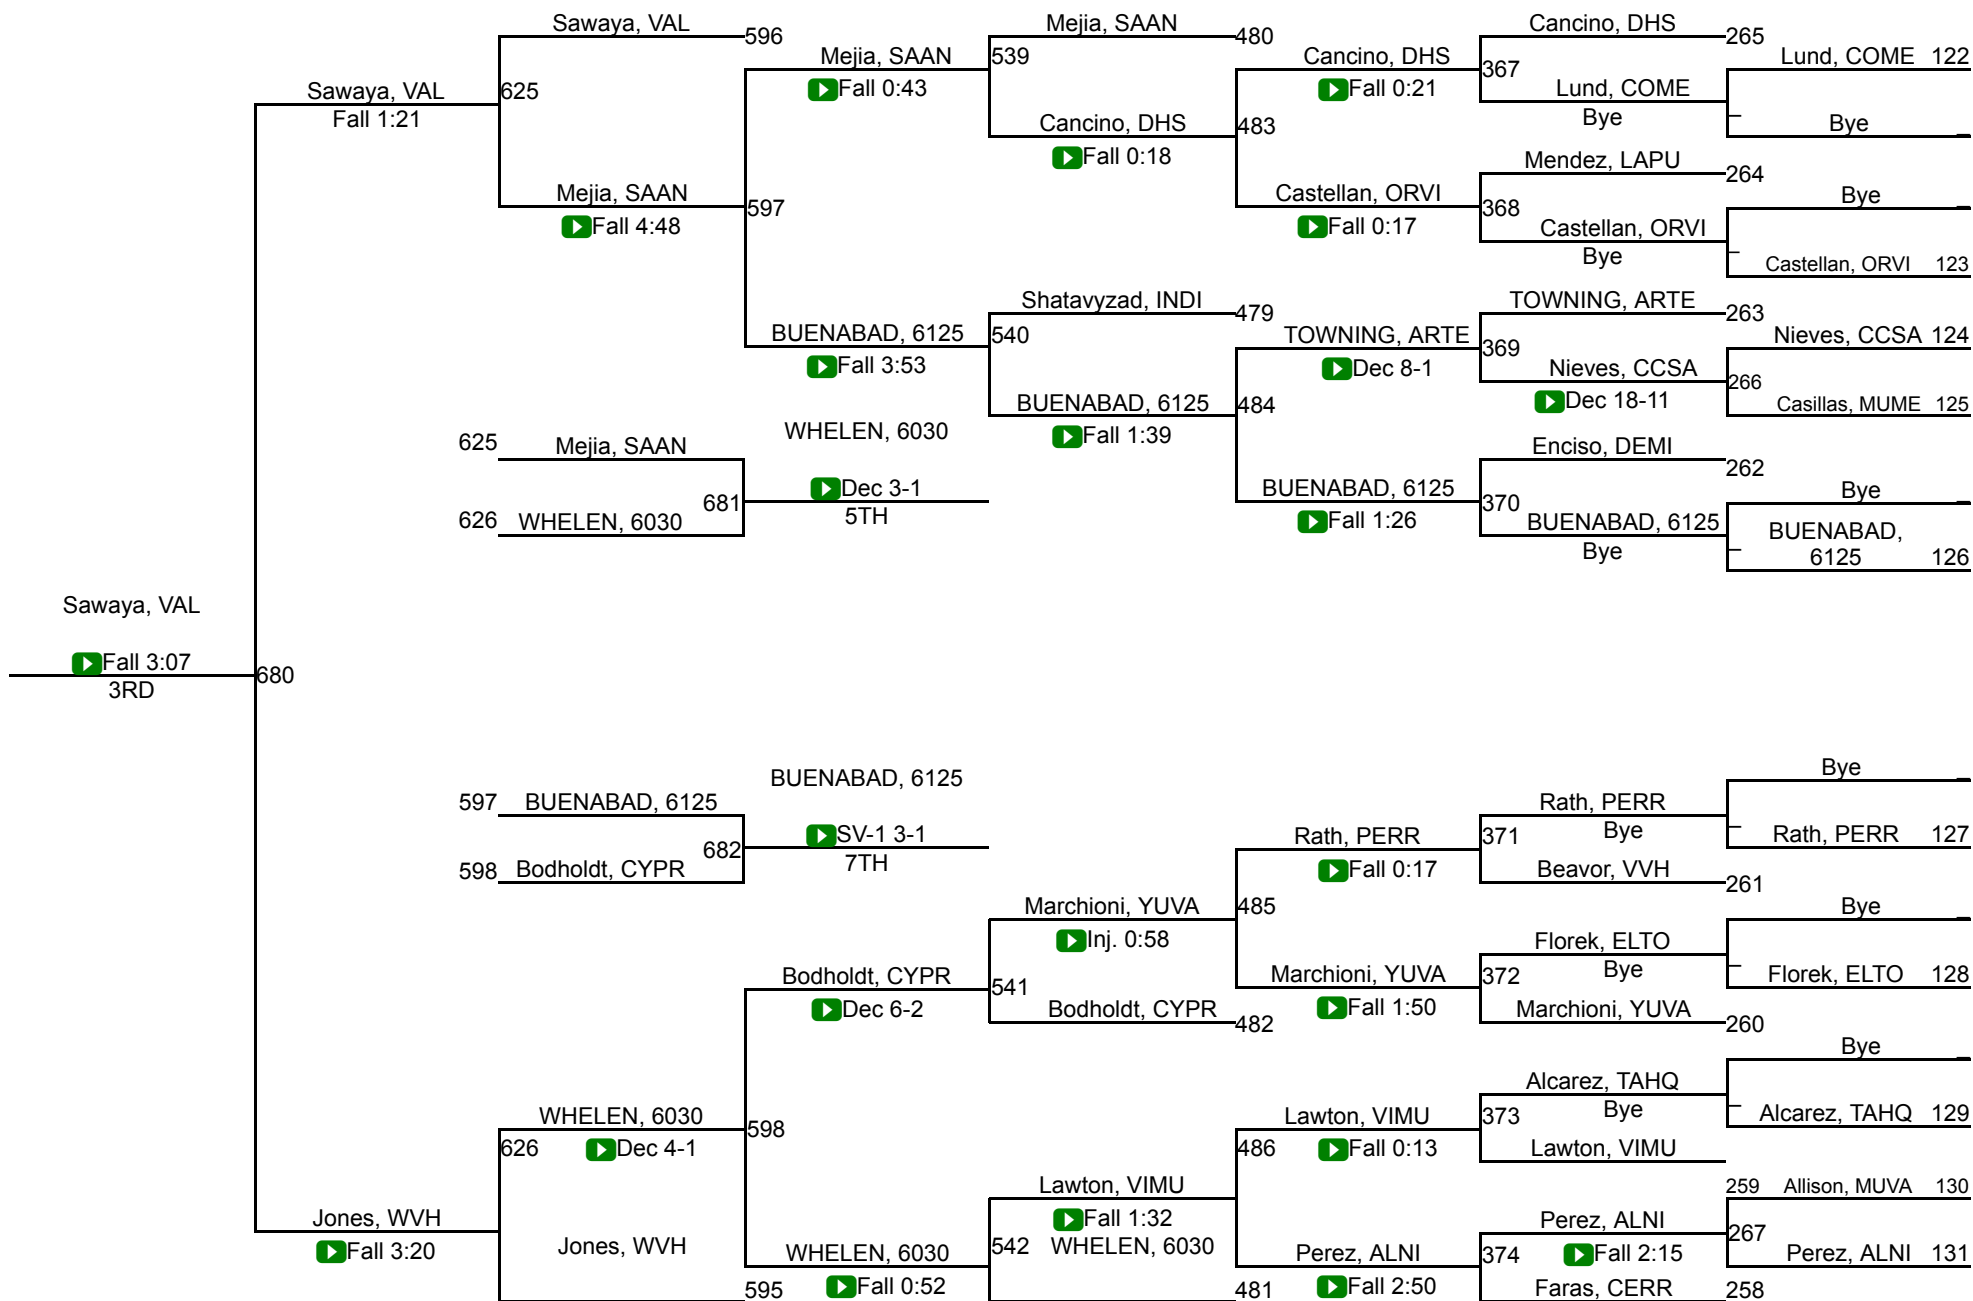 Sawaya, VAL
596
Mejia, SAAN
480
Cancino, DHS
265
Mejia, SAAN
539
Cancino, DHS
367
Lund, COME 122
Sawaya, VAL
625
Fall 0:43
Fall 0:21
Lund, COME
Fall 1:21
Cancino, DHS
483
Bye
Bye
Fall 0:18
Mendez, LAPU
264
Mejia, SAAN
597
Castellan, ORVI
368
Bye
Fall 4:48
Fall 0:17
Castellan, ORVI
Bye
Castellan, ORVI 123
Shatavyzad, INDI
479
TOWNING, ARTE
263
BUENABAD, 6125
540
TOWNING, ARTE
369
Nieves, CCSA 124
Fall 3:53
Dec 8-1
Nieves, CCSA
266
BUENABAD, 6125
484
Dec 18-11
Casillas, MUME 125
WHELEN, 6030
Fall 1:39
625
Mejia, SAAN
Enciso, DEMI
262
Dec 3-1
681
BUENABAD, 6125
370
Bye
626 WHELEN, 6030
5TH
Fall 1:26
BUENABAD, 6125
BUENABAD,
Bye
6125 126
Sawaya, VAL
Fall 3:07
680
3RD
BUENABAD, 6125
Bye
597 BUENABAD, 6125
Rath, PERR
SV-1 3-1
682
Rath, PERR
371
Bye
Rath, PERR 127
598 Bodholdt, CYPR
7TH
Fall 0:17
Beavor, VVH
261
Marchioni, YUVA
485
Bye
Inj. 0:58
Florek, ELTO
Bodholdt, CYPR
541
Marchioni, YUVA
372
Bye
Florek, ELTO 128
Dec 6-2
Bodholdt, CYPR
482
Fall 1:50
Marchioni, YUVA
260
Bye
Alcarez, TAHQ
WHELEN, 6030
598
Lawton, VIMU
373
Bye
Alcarez, TAHQ 129
626
Dec 4-1
486
Fall 0:13
Lawton, VIMU
Lawton, VIMU
259 Allison, MUVA 130
Jones, WVH
Fall 1:32
Perez, ALNI
267
Fall 3:20
Jones, WVH
WHELEN, 6030
542
WHELEN, 6030
Perez, ALNI
374
Fall 2:15
Perez, ALNI 131
595
Fall 0:52
481
Fall 2:50
Faras, CERR
258